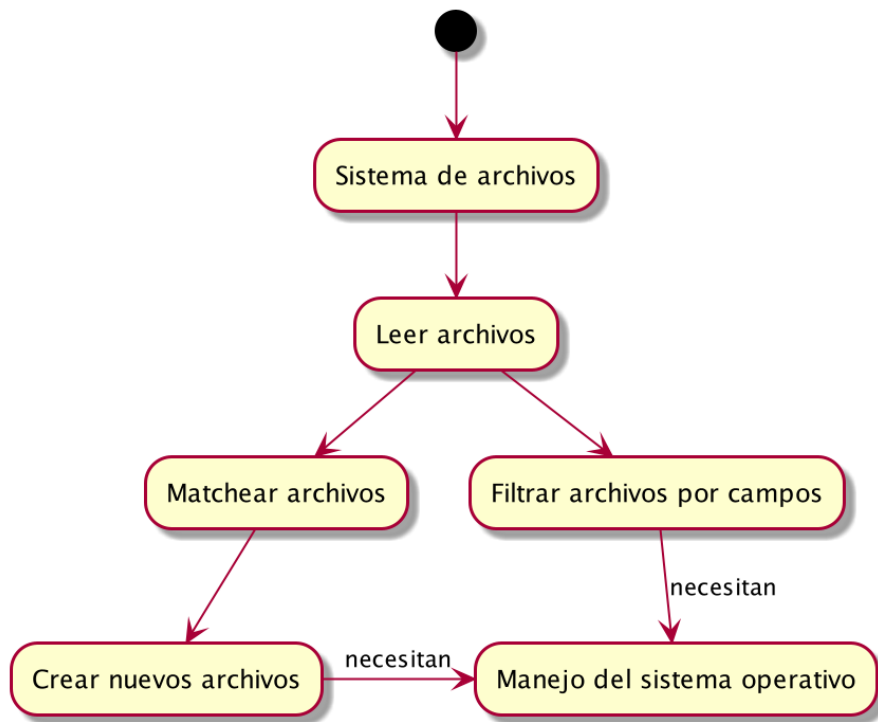 Sistema de archivos
Leer archivos
Matchear archivos
Filtrar archivos por campos
necesitan
necesitan
Crear nuevos archivos
Manejo del sistema operativo